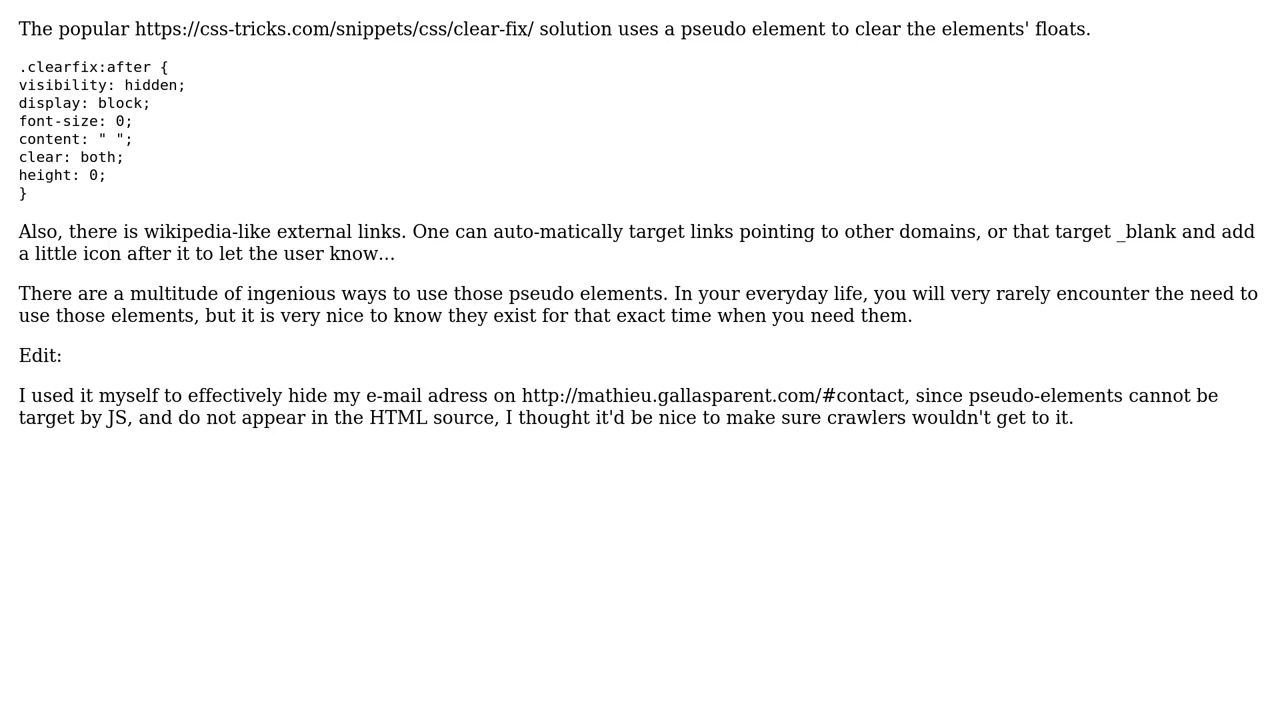 The popular https://css-tricks.com/snippets/css/clear-fix/ solution uses a pseudo element to clear the elements' floats.
.clearfix:after {
visibility: hidden;
display: block;
font-size: 0;
content: " ";
clear: both;
height: 0;
}
Also, there is wikipedia-like external links. One can auto-matically target links pointing to other domains, or that target _blank and add
a little icon after it to let the user know...
There are a multitude of ingenious ways to use those pseudo elements. In your everyday life, you will very rarely encounter the need to
use those elements, but it is very nice to know they exist for that exact time when you need them.
Edit:
I used it myself to effectively hide my e-mail adress on http://mathieu.gallasparent.com/#contact, since pseudo-elements cannot be
target by JS, and do not appear in the HTML source, I thought it'd be nice to make sure crawlers wouldn't get to it.